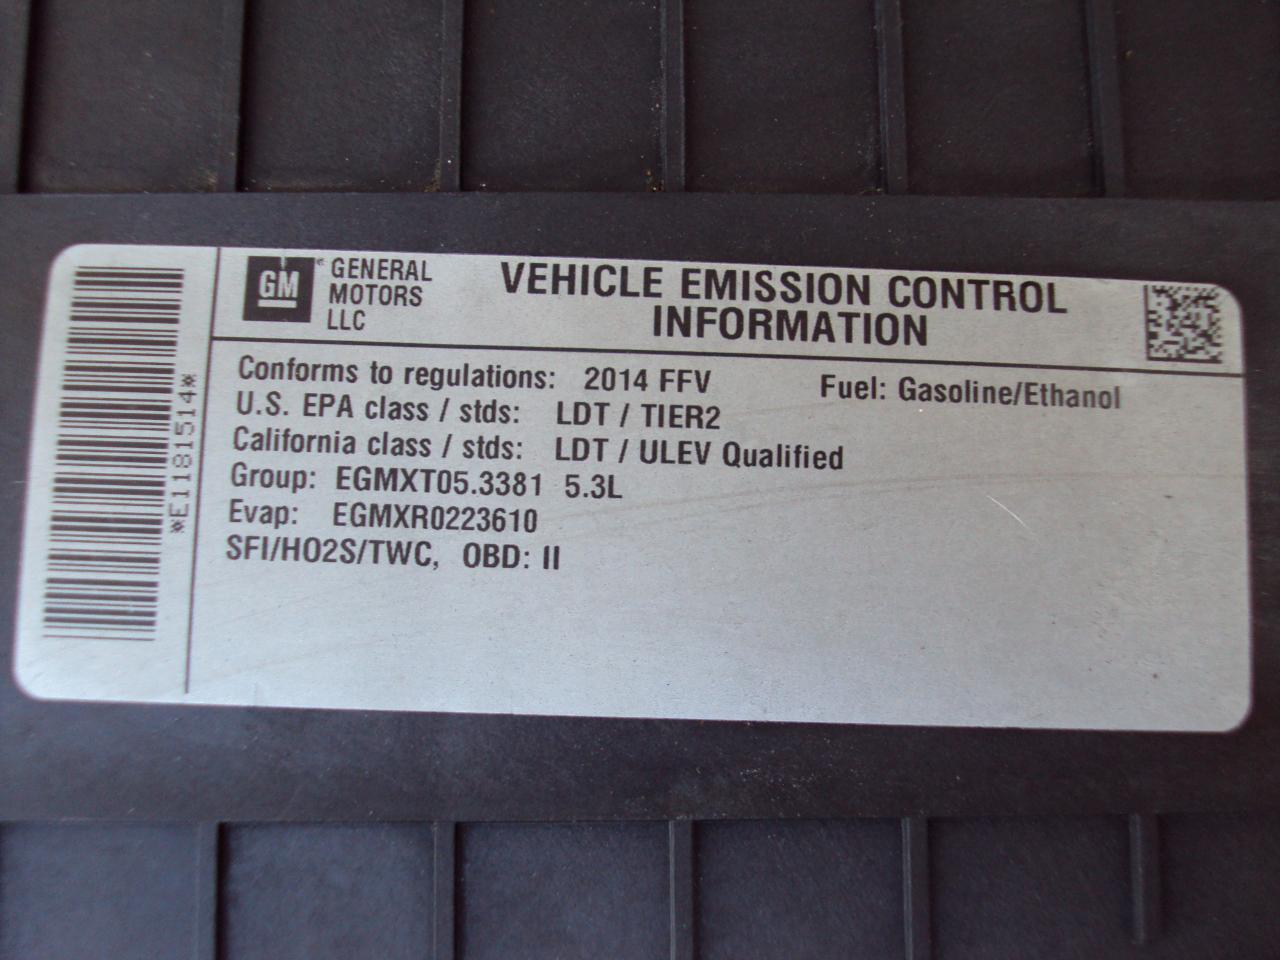 *E1181514*
GM
GENERAL
MOTORS
LLC
VEHICLE EMISSION CONTROL
INFORMATION
Conforms to regulations: 2014 FFV Fuel: Gasoline/Ethanol
U.S. EPA class / stds: LDT / TIER2
California class / stds: LDT / ULEV Qualified
Group: EGMXT05.3381 5.3L
Evap: EGMXR0223610
SFI/HO2S/TWC, OBD: II